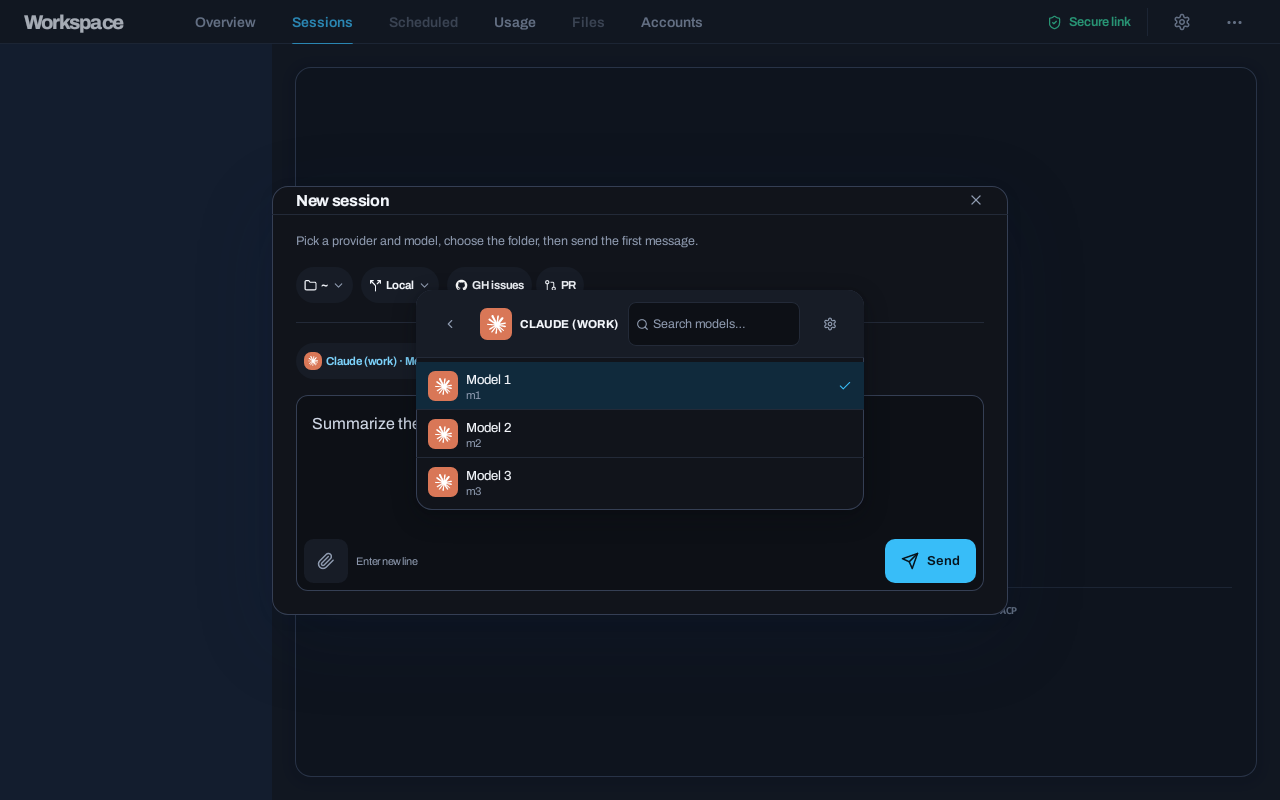 Workspace
Overview
Sessions
Scheduled
Usage
Files
Accounts
Secure link
New session
Pick a provider and model, choose the folder, then send the first message.
~
Local
GH issues
PR
CLAUDE (WORK)
Search models...
Claude (work) ·
Model 1
m1
Summarize the
Model 2
m2
Model 3
m3
Enter new line
Send
ACP